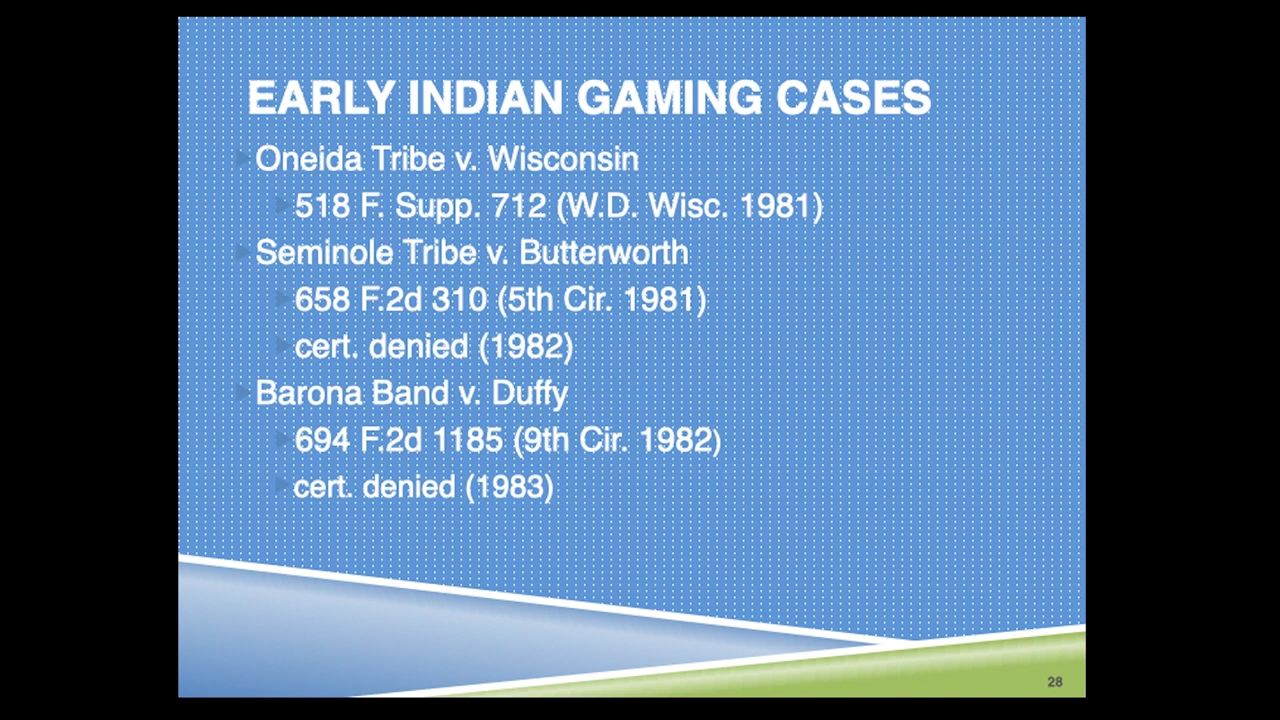 EARLY INDIAN GAMING CASES
Oneida Tribe v. Wisconsin
518 F. Supp. 712 (W.D. Wisc. 1981)
Seminole Tribe v. Butterworth
658 F.2d 310 (5th Cir. 1981)
cert. denied (1982)
Barona Band v. Duffy
694 F.2d 1185 (9th Cir. 1982)
cert. denied (1983)
28